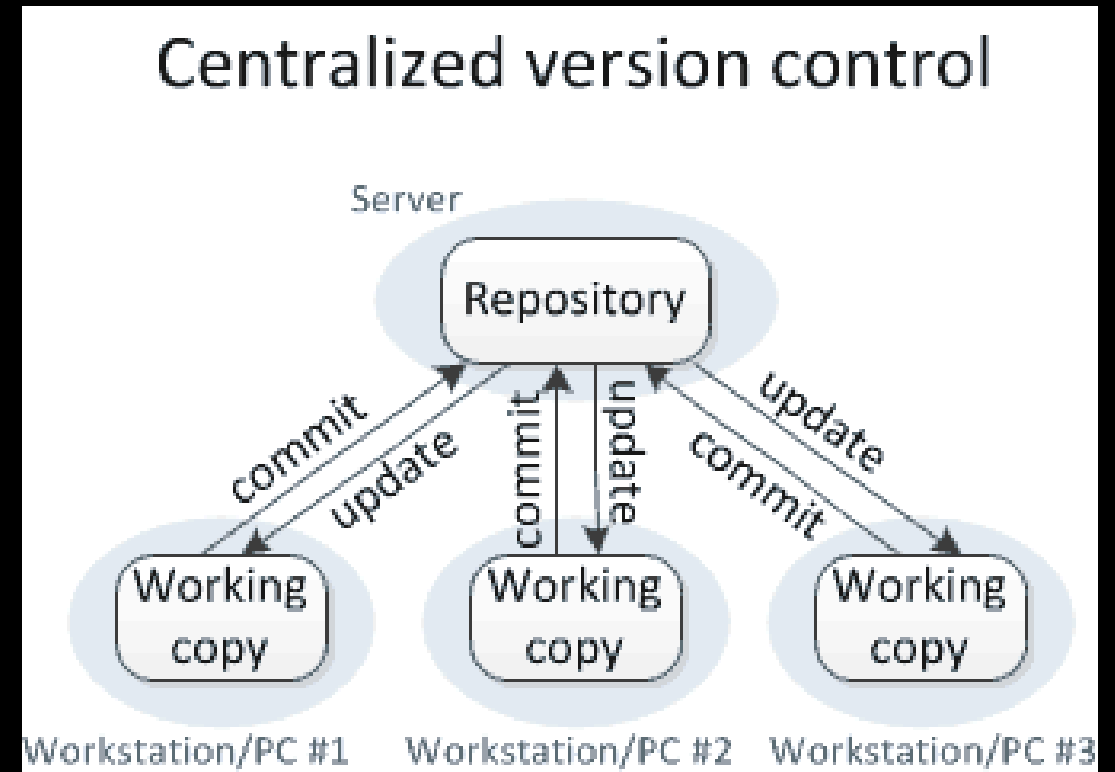 Centralized version control
Server
Repository
commit
update
commit
update
commit
update
Working
copy
Working
copy
Working
copy
Workstation/PC #1
Workstation/PC #2
Workstation/PC #3